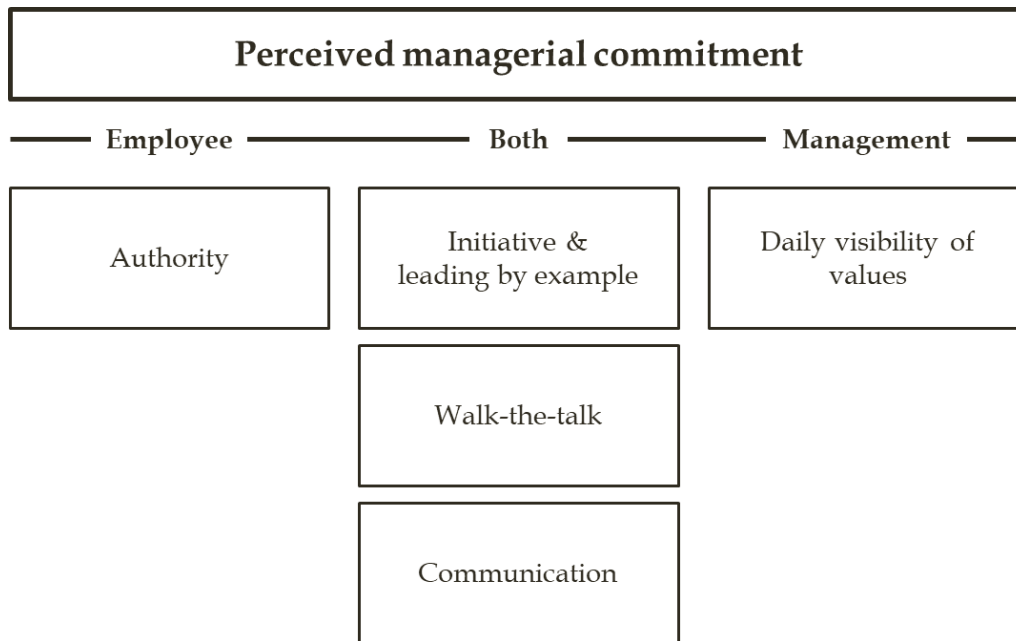 Perceived managerial commitment
Employee Both Management
Authority
Initiative &
leading by example
Daily visibility of
values
Walk-the-talk
Communication